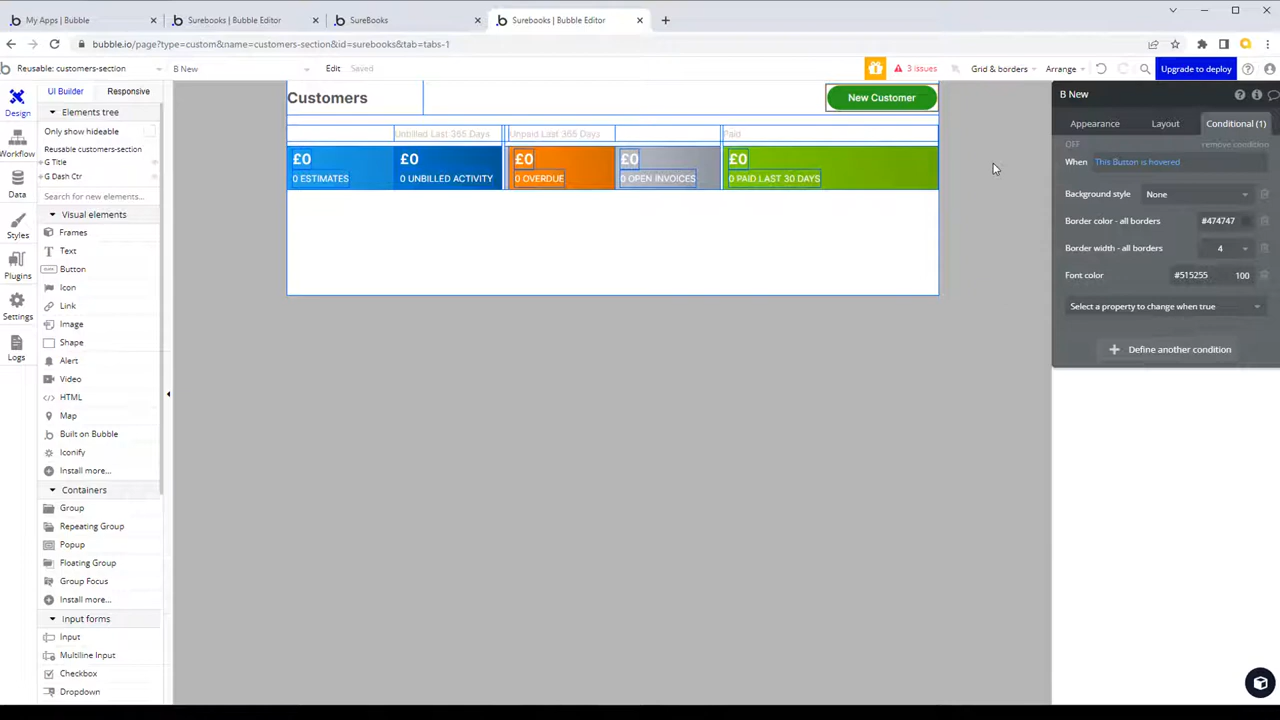 My Apps | Bubble
Surebooks | Bubble Editor
SureBooks
Surebooks | Bubble Editor
bubble.io/page?type=custom&name=customers-section&id=surebooks&tab=tabs-1
Reusable: customers-section
B New
Edit
Saved
3 issues
Grid & borders
Arrange
Upgrade to deploy
Design
Workflow
Data
Styles
Plugins
Settings
Logs
UI Builder
Responsive
Elements tree
Only show hideable
Reusable customers-section
G Title
G Dash Ctr
Search for new elements...
Visual elements
Frames
Text
Button
Icon
Link
Image
Shape
Alert
Video
</> HTML
Map
Built on Bubble
Iconify
Install more...
Containers
Group
Repeating Group
Popup
Floating Group
Group Focus
Install more...
Input forms
Input
Multiline Input
Checkbox
Dropdown
Customers
New Customer
Unbilled Last 365 Days
Unpaid Last 365 Days
Paid
£0
0 ESTIMATES
£0
0 UNBILLED ACTIVITY
£0
0 OVERDUE
£0
0 OPEN INVOICES
£0
0 PAID LAST 30 DAYS
B New
Appearance
Layout
Conditional (1)
OFF
remove condition
When
This Button is hovered
Background style
None
Border color - all borders
#474747
Border width - all borders
4
Font color
#515255
100
Select a property to change when true
Define another condition